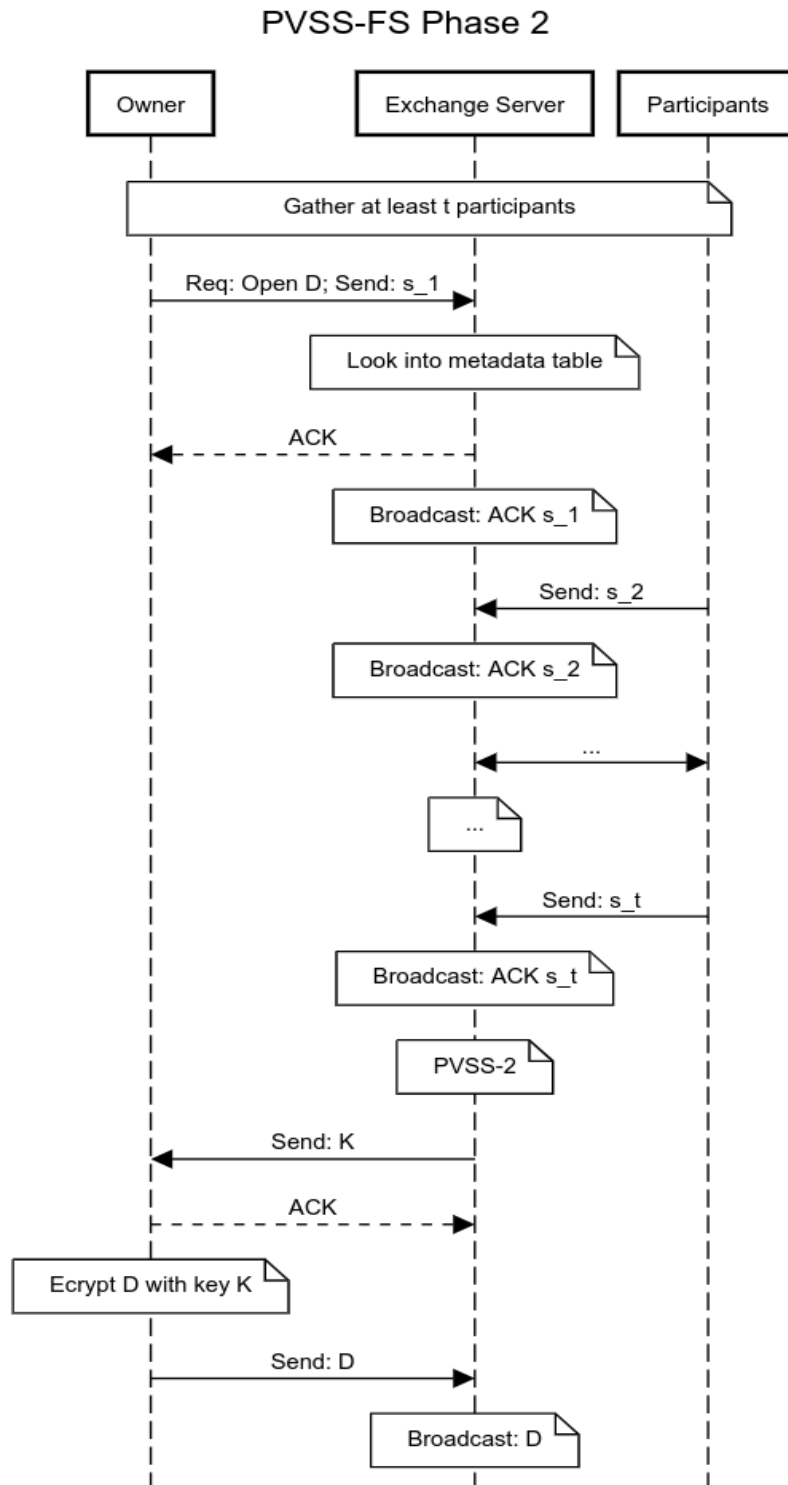 PVSS-FS Phase 2
Owner
Exchange Server
Participants
Gather at least t participants
Req: Open D; Send: s_1
Look into metadata table
ACK
Broadcast: ACK s_1
Send: s_2
Broadcast: ACK s_2
...
...
Send: s_t
Broadcast: ACK s_t
PVSS-2
Send: K
ACK
Ecrypt D with key K
Send: D
Broadcast: D